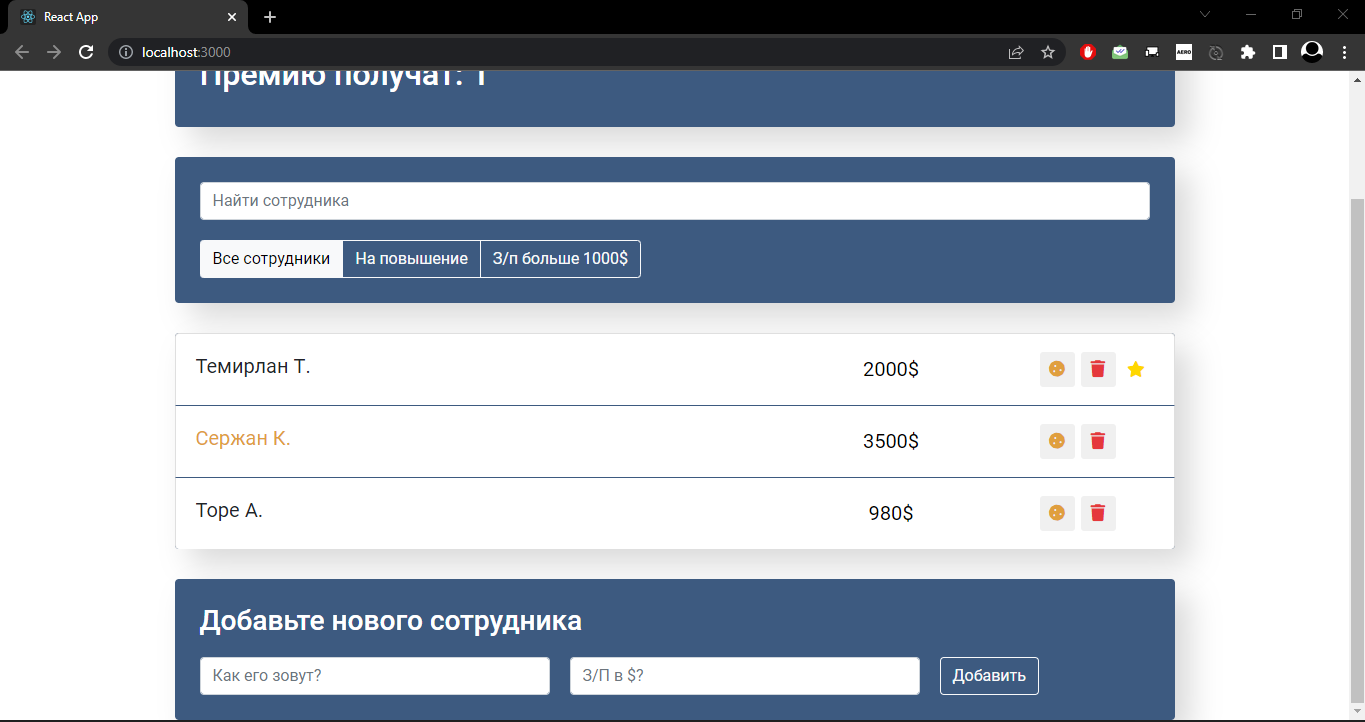 React App
localhost:3000
AERO
Премию получат: 1
Найти сотрудника
Все сотрудники На повышение З/п больше 1000$
Темирлан Т. 2000$
Сержан К. 3500$
Торе А. 980$
Добавьте нового сотрудника
Как его зовут? З/П в $? Добавить